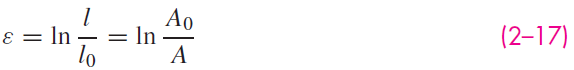 ε = ln l/l₀ = ln A₀/A (2–17)